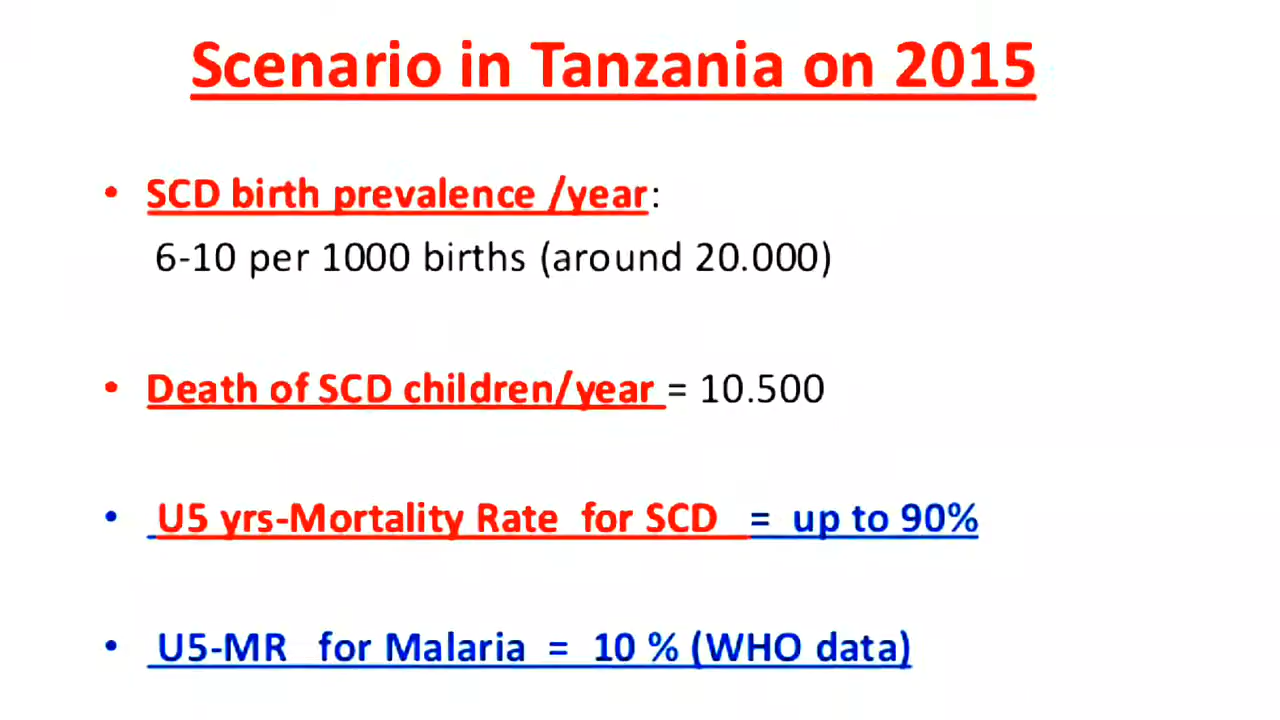 Scenario in Tanzania on 2015
• SCD birth prevalence /year:
6-10 per 1000 births (around 20.000)
• Death of SCD children/year = 10.500
• U5 yrs-Mortality Rate for SCD = up to 90%
• U5-MR for Malaria = 10 % (WHO data)